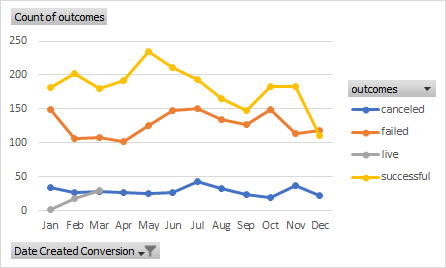 Count of outcomes
250
200
150
100
50
0
Jan Feb Mar Apr May Jun Jul Aug Sep Oct Nov Dec
outcomes
canceled
failed
live
successful
Date Created Conversion